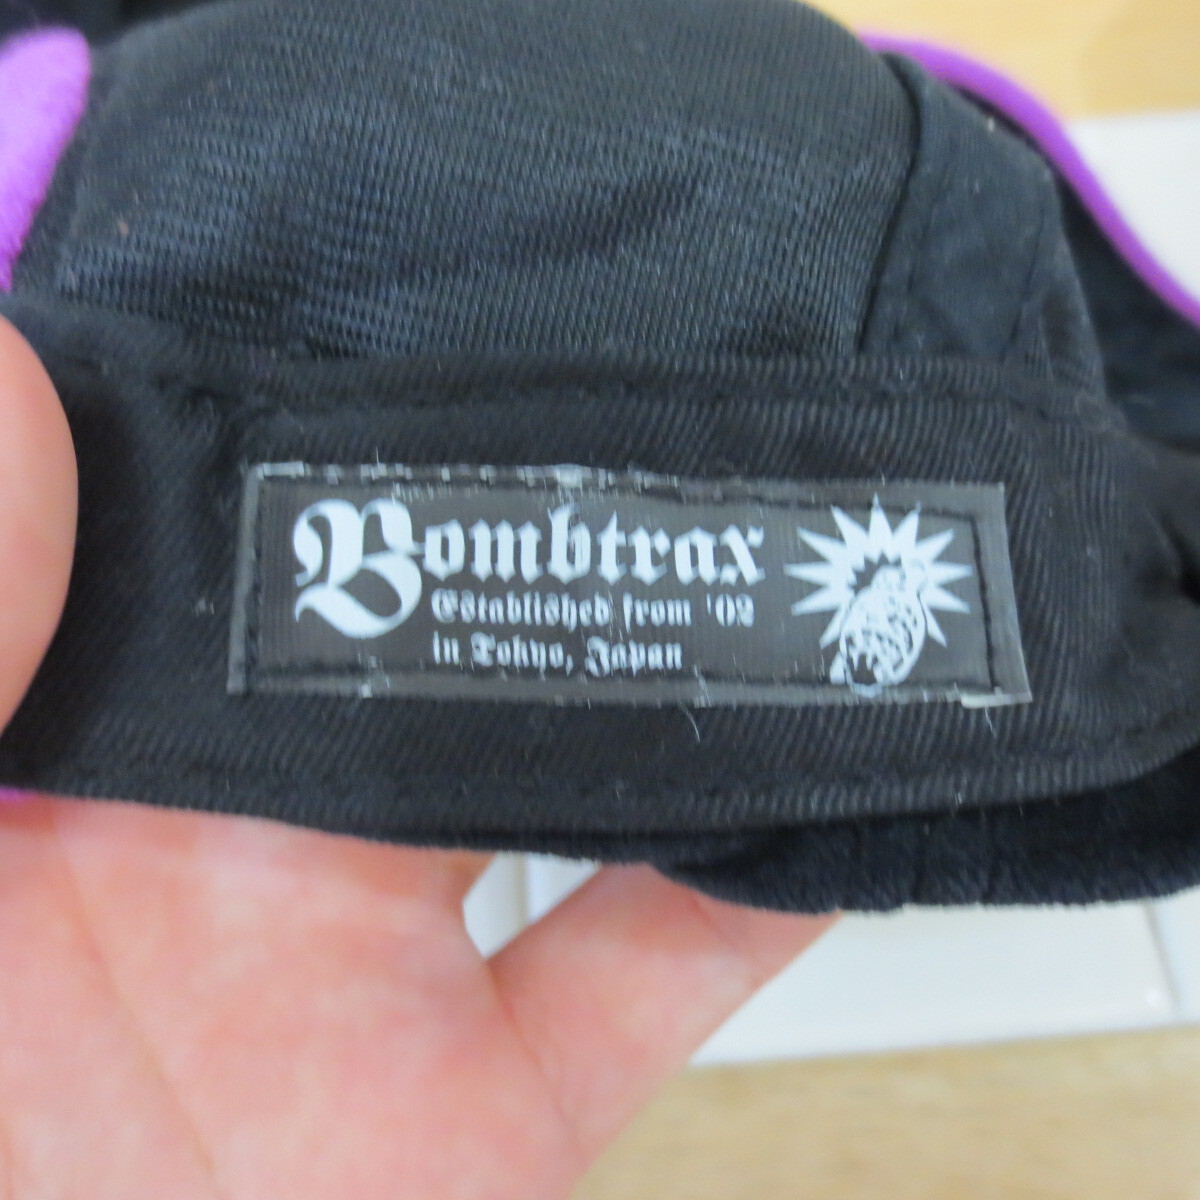 Bombtrax
Established from '02
in Tokyo, Japan